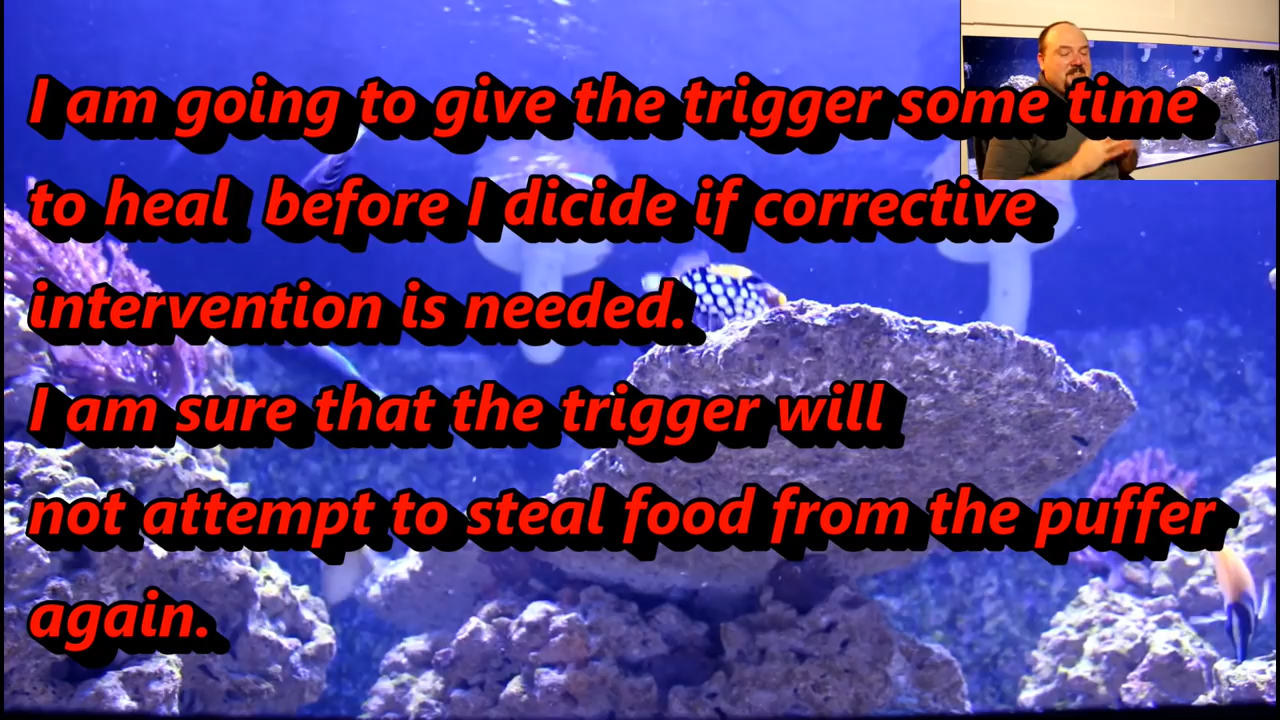 I am going to give the trigger some time
to heal before I dicide if corrective
intervention is needed.
I am sure that the trigger will
not attempt to steal food from the puffer
again.